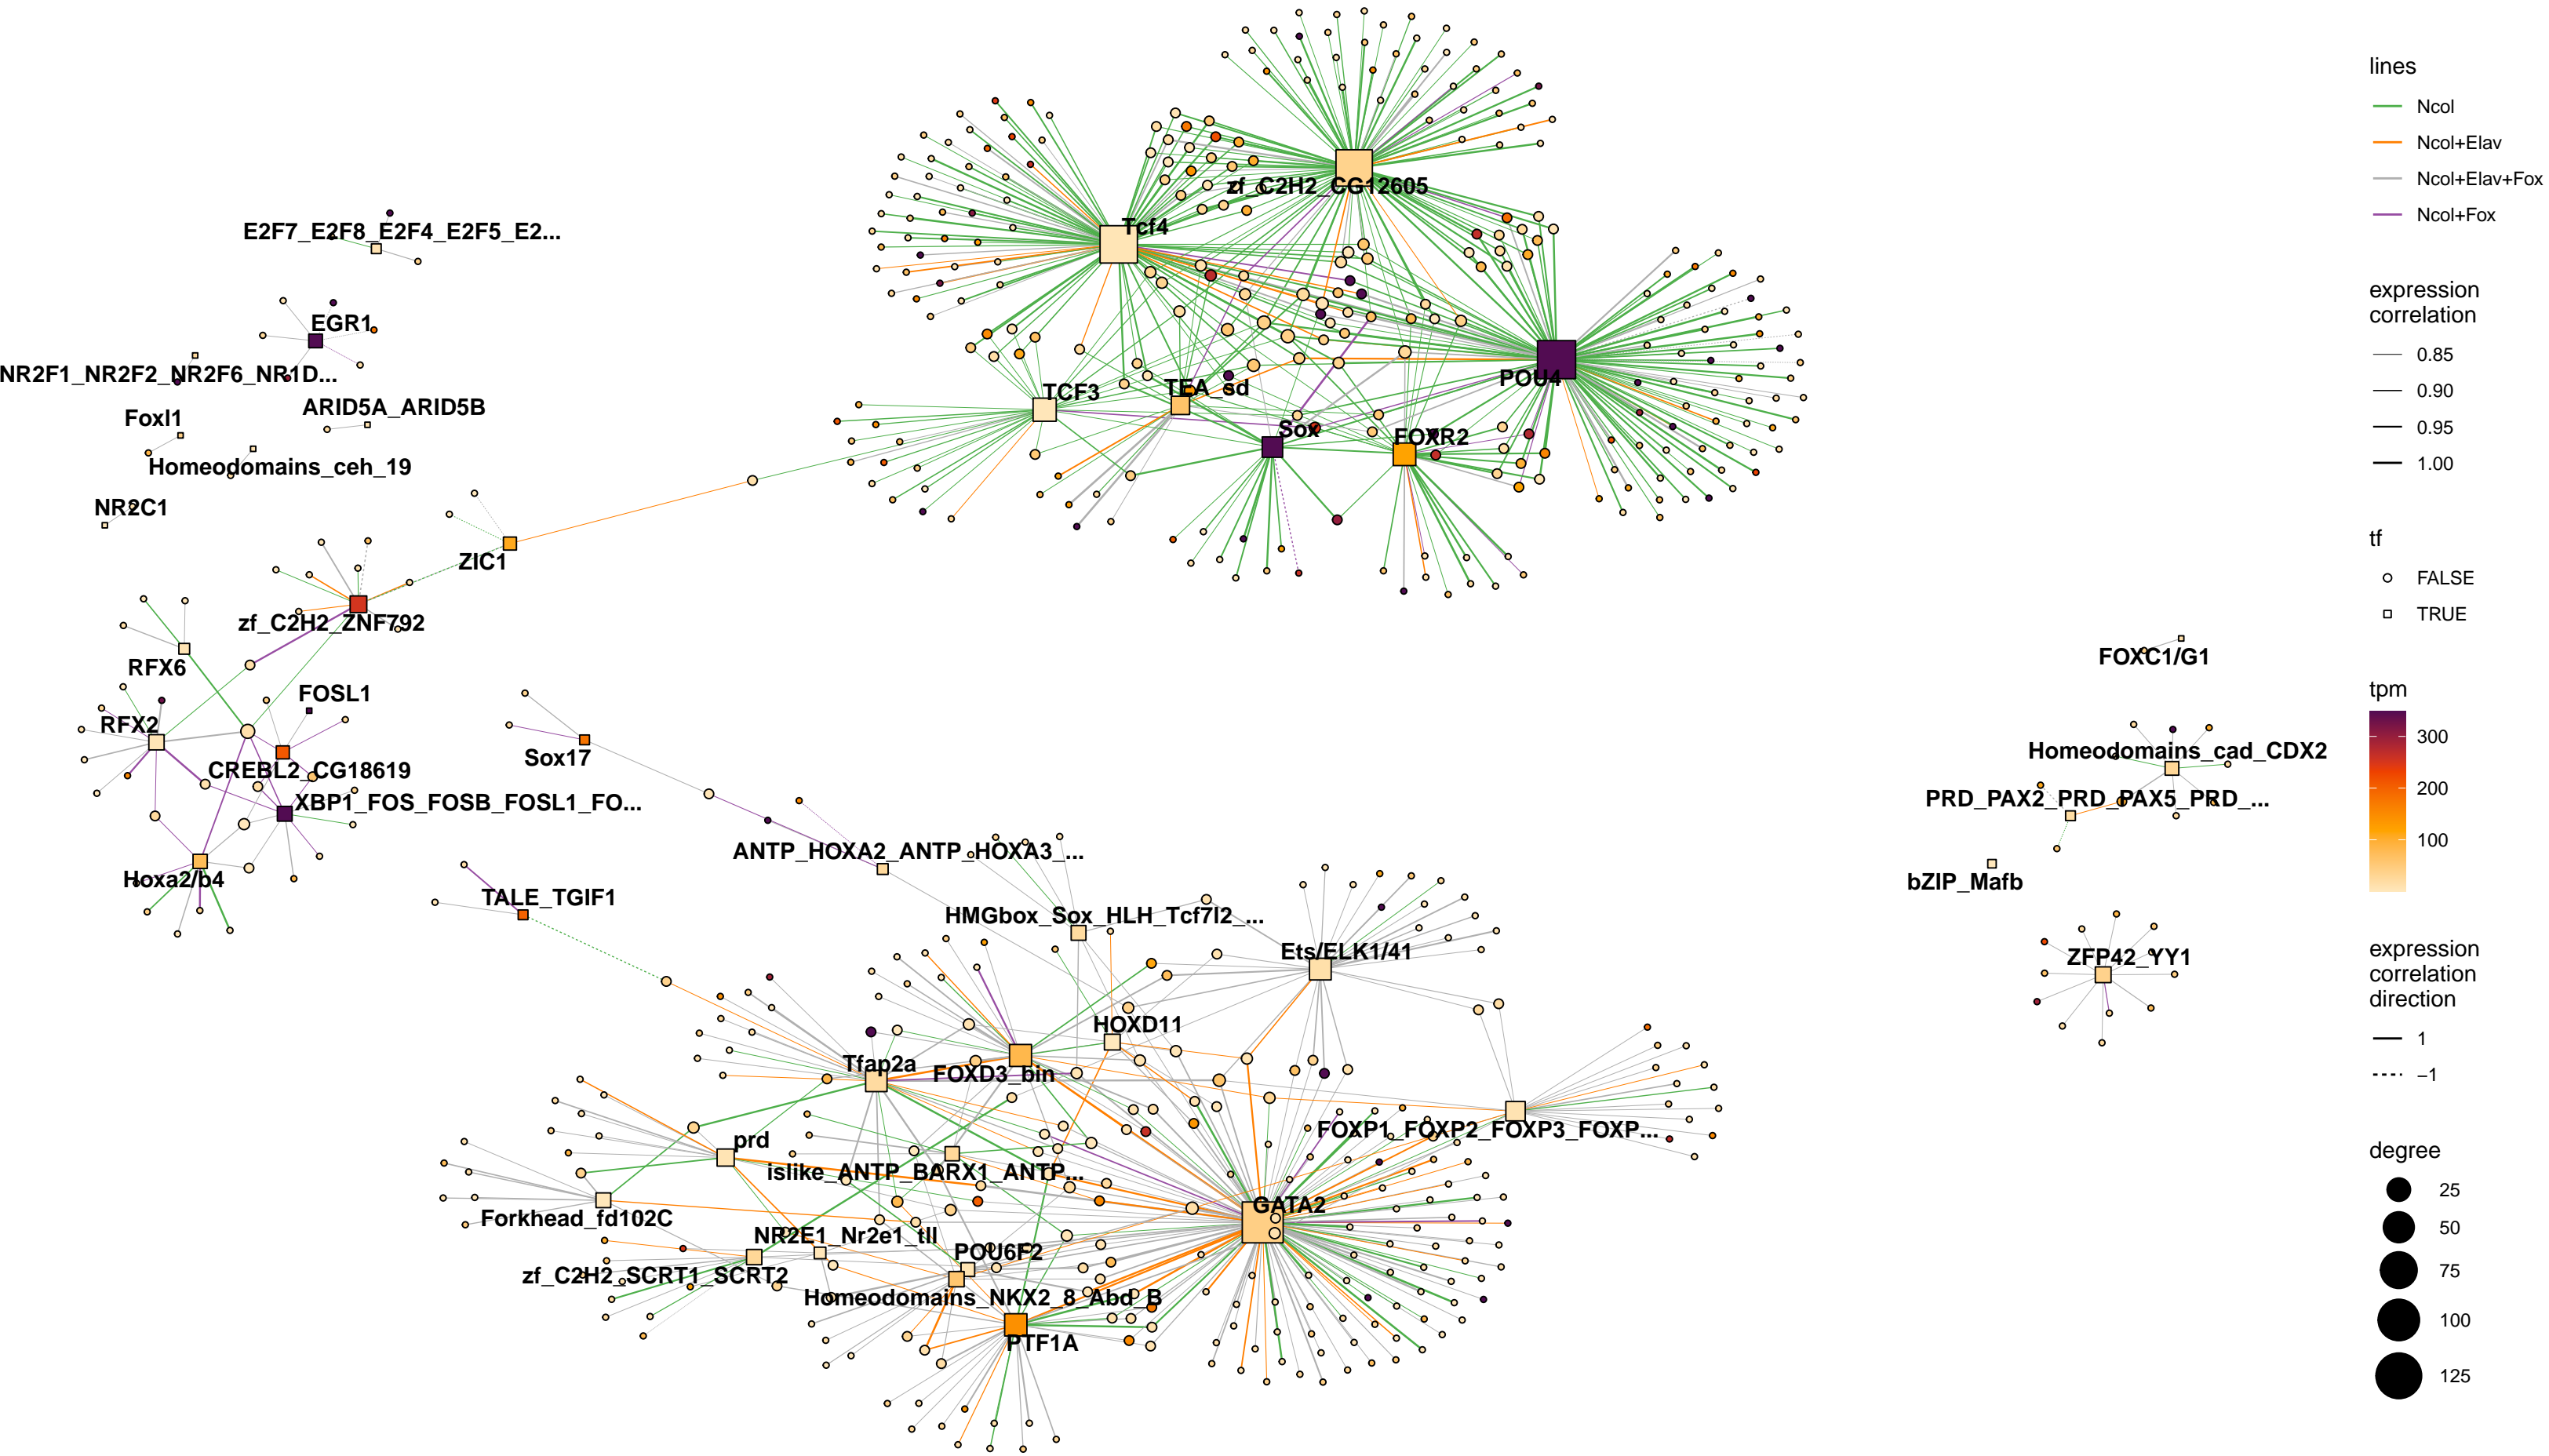 zf_C2H2_CG12605
Tcf4
E2F7_E2F8_E2F4_E2F5_E2...
EGR1
NR2F1_NR2F2_NR2F6_NR1D...
POU4
TCF3
TEA_sd
ARID5A_ARID5B
FoxI1
Sox
FOXR2
Homeodomains_ceh_19
NR2C1
ZIC1
zf_C2H2_ZNF792
RFX6
FOXC1/G1
FOSL1
RFX2
Sox17
Homeodomains_cad_CDX2
CREBL2_CG18619
XBP1_FOS_FOSB_FOSL1_FO...
PRD_PAX2_PRD_PAX5_PRD_...
ANTP_HOXA2_ANTP_HOXA3_...
Hoxa2/b4
bZIP_Mafb
TALE_TGIF1
HMGbox_Sox_HLH_Tcf7l2_...
Ets/ELK1/41
ZFP42_YY1
HOXD11
Tfap2a
FOXD3_bin
FOXP1_FOXP2_FOXP3_FOXP...
prd
islike_ANTP_BARX1_ANTP...
GATA2
Forkhead_fd102C
NR2E1_Nr2e1_tll
POU6F2
zf_C2H2_SCRT1_SCRT2
Homeodomains_NKX2_8_Abd_B
PTF1A
lines
Ncol
Ncol+Elav
Ncol+Elav+Fox
Ncol+Fox
expression
correlation
0.85
0.90
0.95
1.00
tf
FALSE
TRUE
tpm
300
200
100
expression
correlation
direction
1
−1
degree
25
50
75
100
125